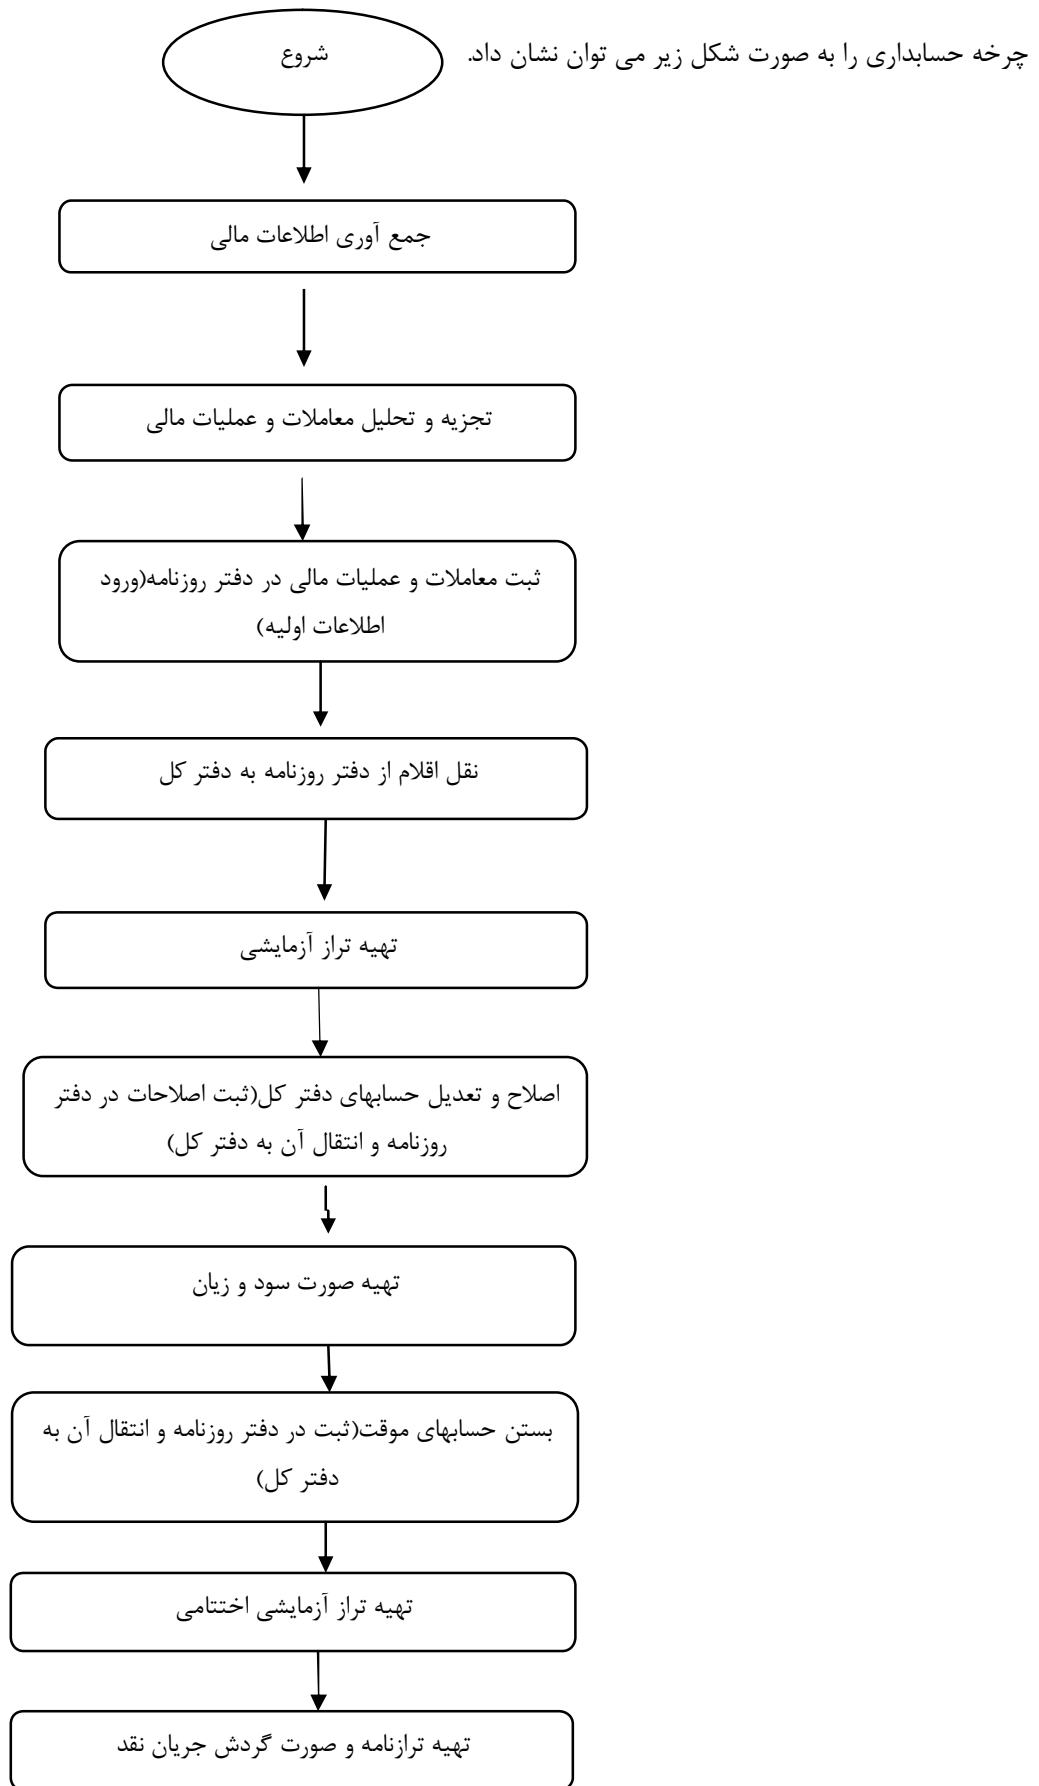 چرخه حسابداری را به صورت شکل زیر می توان نشان داد.
شروع
جمع آوری اطلاعات مالی
تجزیه و تحلیل معاملات و عملیات مالی
ثبت معاملات و عملیات مالی در دفتر روزنامه(ورود
اطلاعات اولیه)
نقل اقلام از دفتر روزنامه به دفتر کل
تهیه تراز آزمایشی
اصلاح و تعدیل حسابهای دفتر کل(ثبت اصلاحات در دفتر
روزنامه و انتقال آن به دفتر کل)
تهیه صورت سود و زیان
بستن حسابهای موقت(ثبت در دفتر روزنامه و انتقال آن به
دفتر کل)
تهیه تراز آزمایشی اختتامی
تهیه ترازنامه و صورت گردش جریان نقد